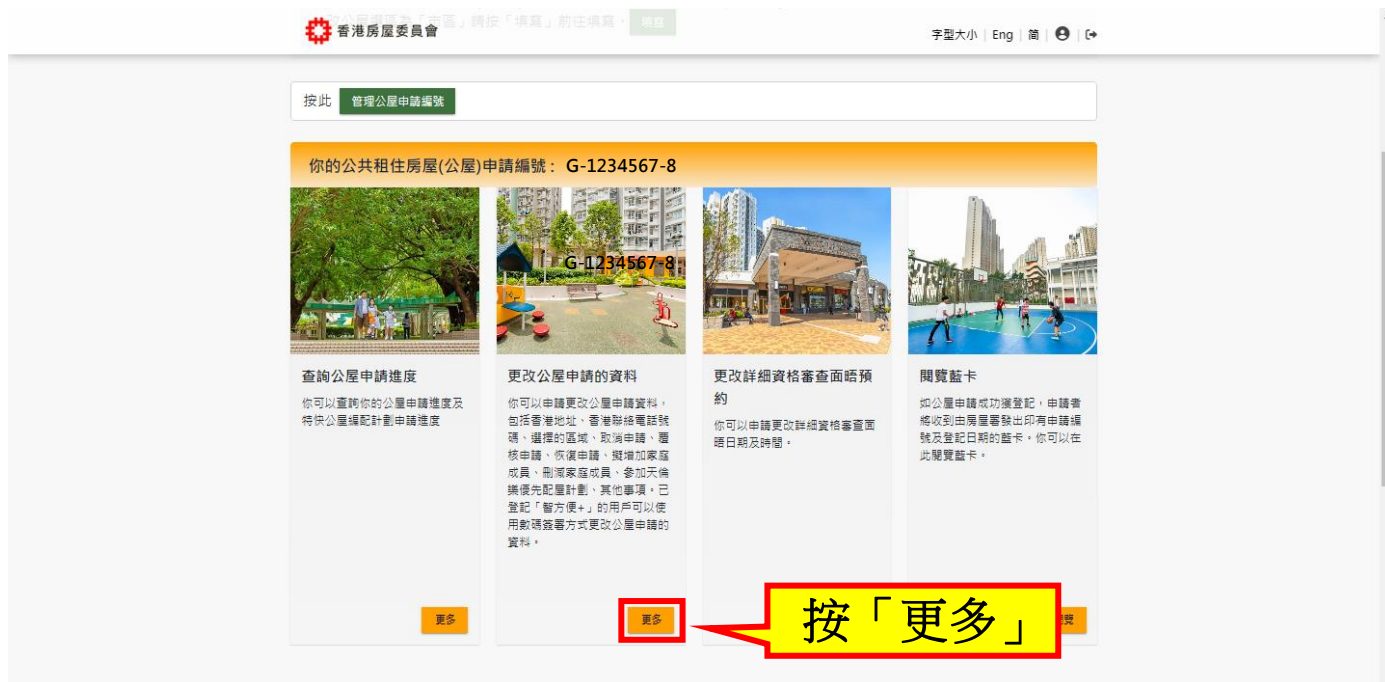 香港房屋委員會
字型大小 | Eng | 简
按此 管理公屋申請編號
你的公共租住房屋(公屋)申請編號： G-1234567-8
G-1234567-8
查詢公屋申請進度
你可以查詢你的公屋申請進度及
特快公屋編配計劃申請進度
更多
更改公屋申請的資料
你可以申請更改公屋申請資料，
包括香港地址、香港聯絡電話號
碼、選擇的區域、取消申請、覆
核申請、恢復申請、擬增加家庭
成員、刪減家庭成員、參加天倫
樂優先配屋計劃、其他事項。已
登記「智方便+」的用戶可以使
用數碼簽署方式更改公屋申請的
資料。
更多
更改詳細資格審查面晤預
約
你可以申請更改詳細資格審查面
晤日期及時間。
閱覽藍卡
如公屋申請成功獲登記，申請者
將收到由房屋署發出印有申請編
號及登記日期的藍卡。你可以在
此閱覽藍卡。
按「更多」